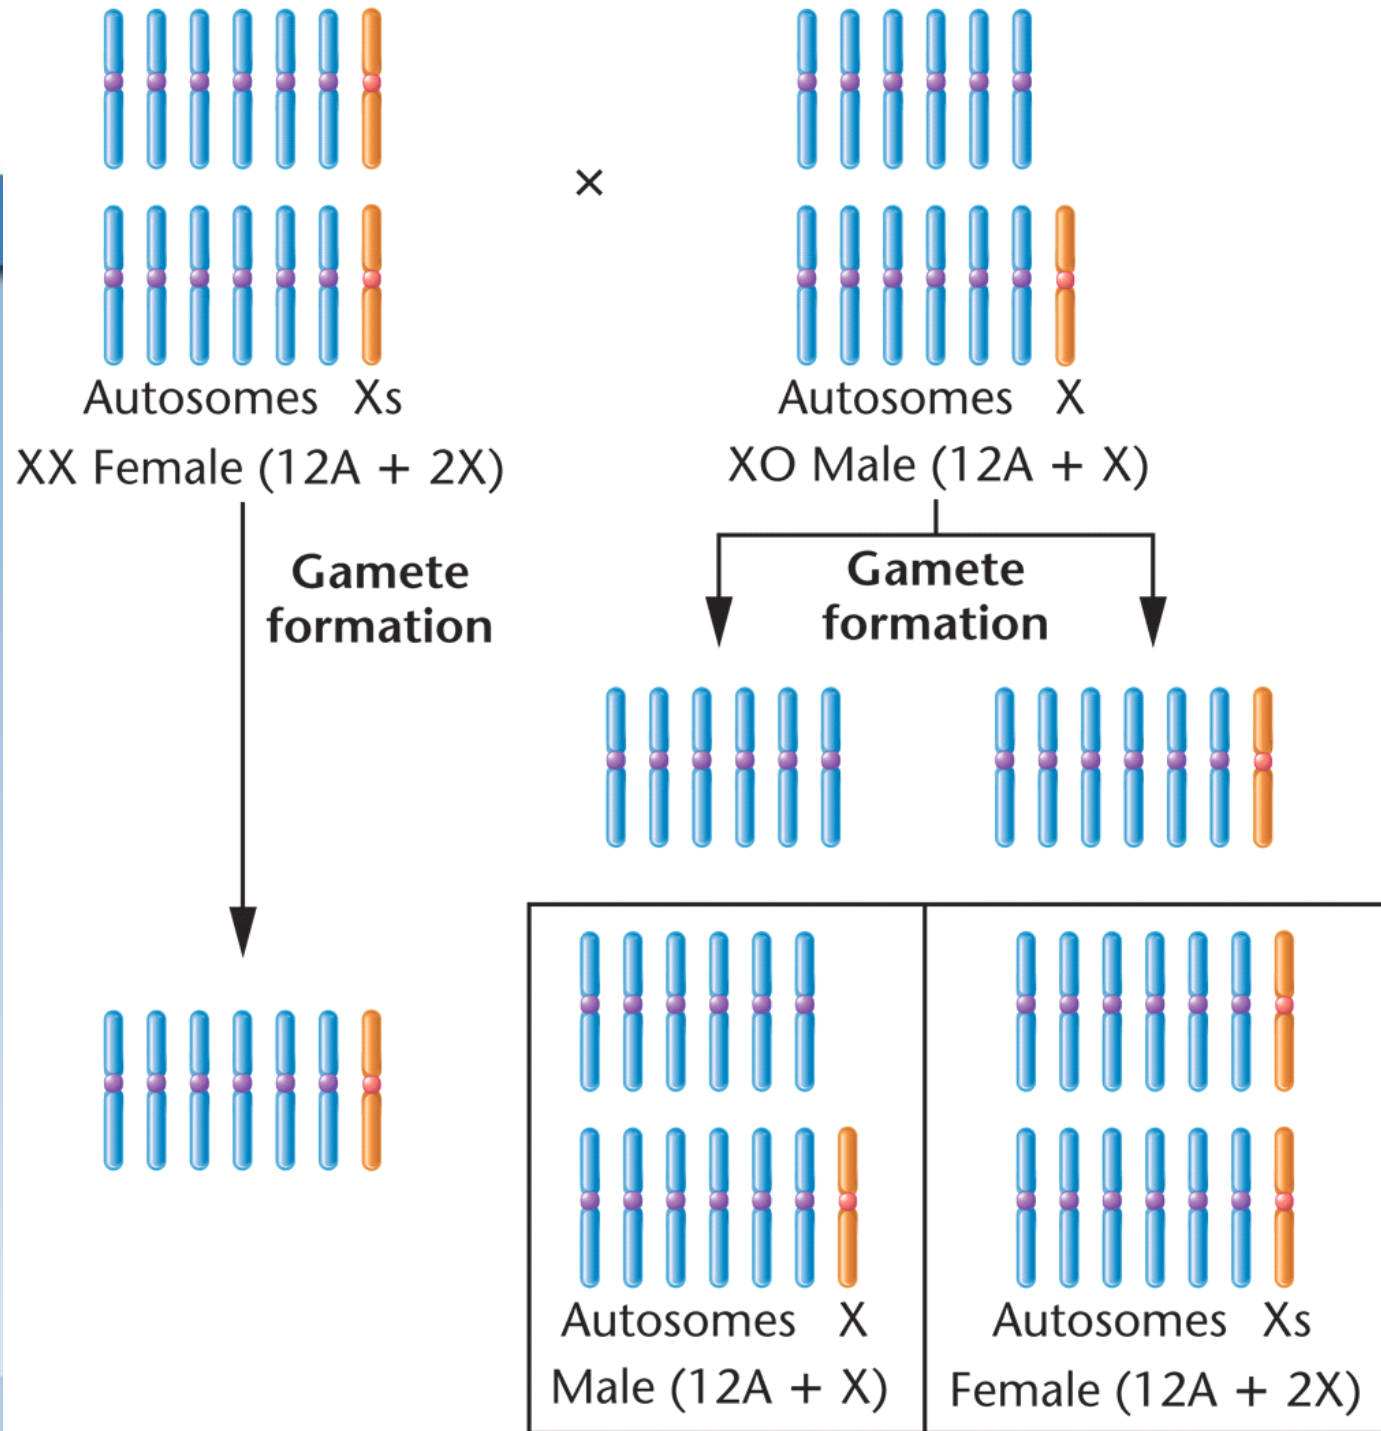 ×
Autosomes Xs
XX Female (12A + 2X)
Autosomes X
XO Male (12A + X)
Gamete
formation
Gamete
formation
Autosomes X
Male (12A + X)
Autosomes Xs
Female (12A + 2X)